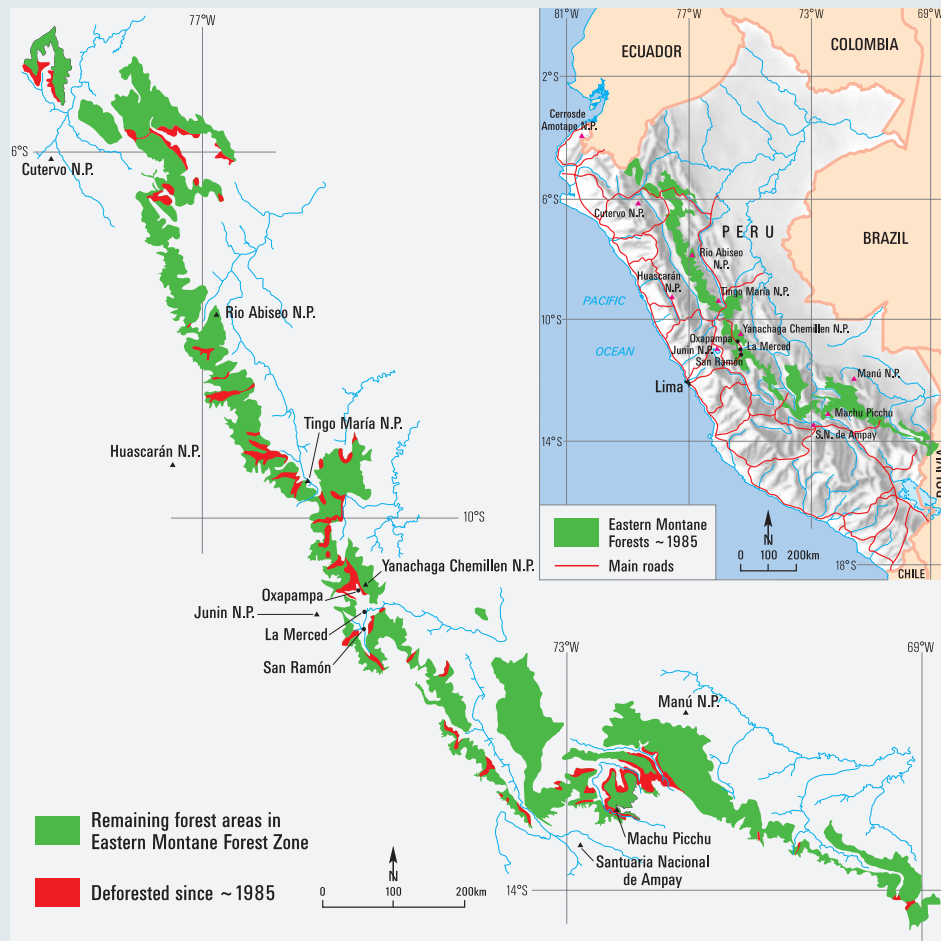 77°W
6°S
Cutervo N.P.
Rio Abiseo N.P.
Tingo María N.P.
Huascarán N.P.
10°S
Yanachaga Chemillen N.P.
Oxapampa
Junin N.P.
La Merced
San Ramón
73°W
69°W
Manú N.P.
Machu Picchu
Santuaria Nacional
de Ampay
14°S
Remaining forest areas in
Eastern Montane Forest Zone
Deforested since ~1985
N
0 100 200km
81°W
77°W
73°W
69°W
ECUADOR
COLOMBIA
2°S
Cerrosde
Amotape N.P.
6°S
Cutervo N.P.
PERU
BRAZIL
Rio Abiseo
N.P.
Huascarán
N.P.
Tingo María N.P.
PACIFIC
OCEAN
10°S
Yanachaga Chemillen N.P.
Oxapampa
La Merced
Junin N.P.
San Ramón
Manú N.P.
Lima
Machu Picchu
S.N. de Ampay
14°S
BOLIVIA
Eastern Montane
Forests ~1985
Main roads
N
0 100 200km
18°S
CHILE